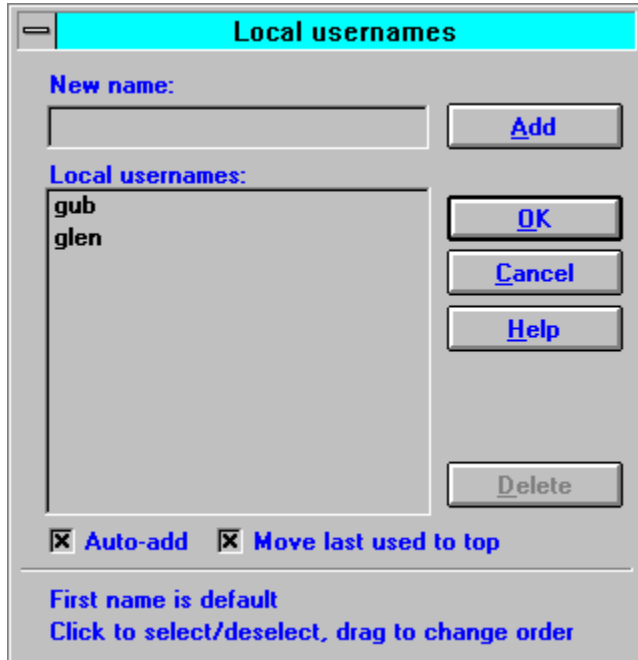 Local usernames
New name:
Add
Local usernames:
gub
glen
OK
Cancel
Help
Delete
Auto-add Move last used to top
First name is default
Click to select/deselect, drag to change order